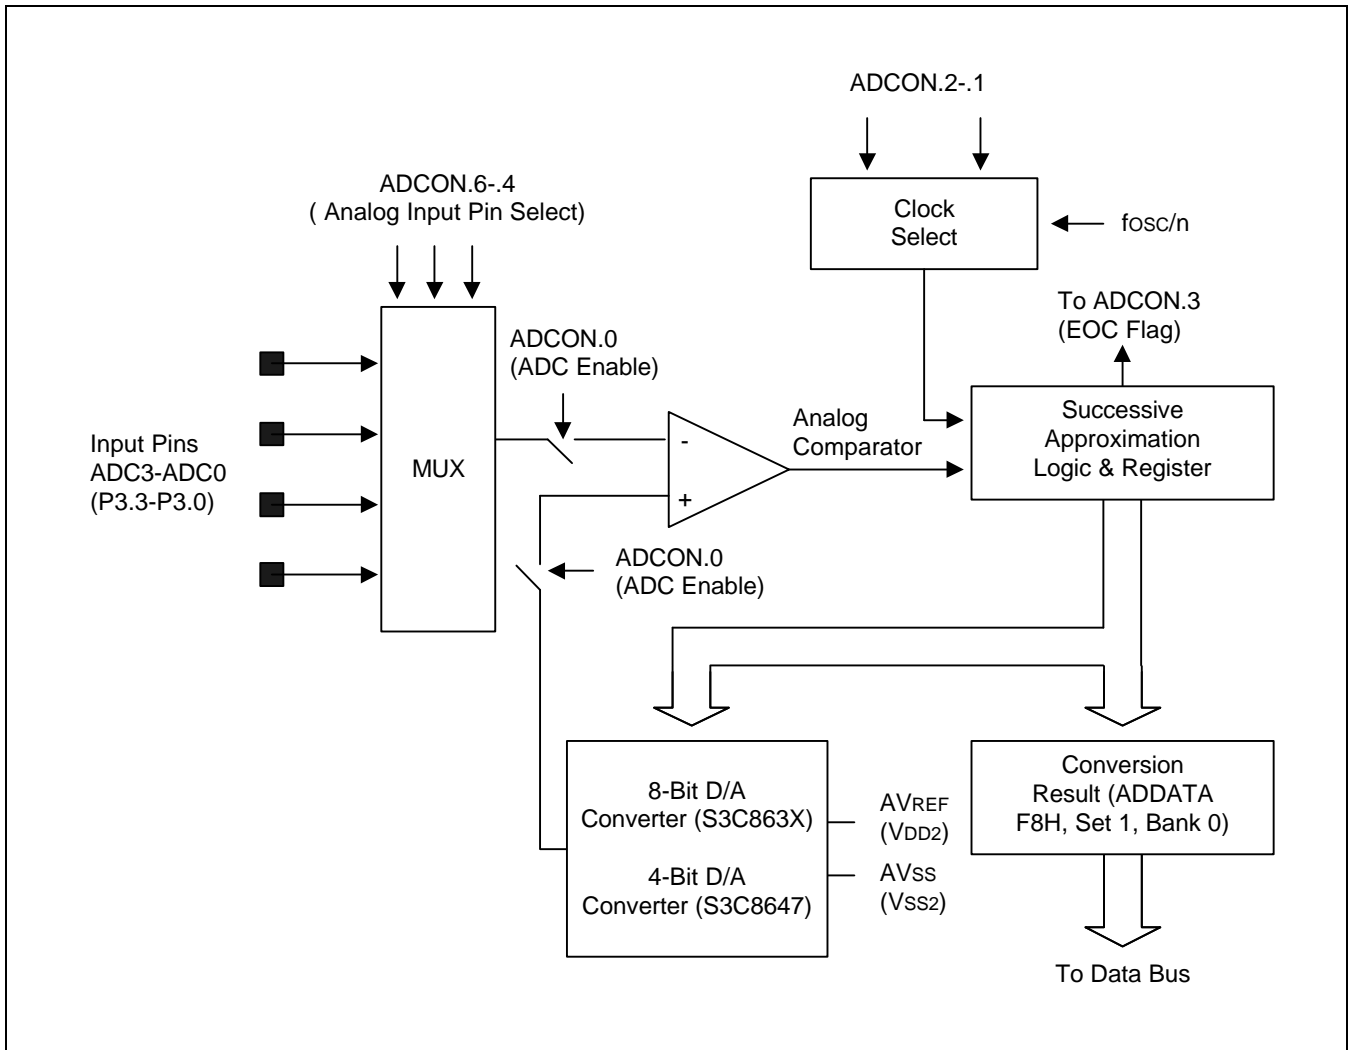 ADCON.2-.1
ADCON.6-.4
( Analog Input Pin Select)
Clock
Select
fOSC/n
To ADCON.3
(EOC Flag)
ADCON.0
(ADC Enable)
Input Pins
ADC3-ADC0
(P3.3-P3.0)
MUX
-
+
Analog
Comparator
Successive
Approximation
Logic & Register
ADCON.0
(ADC Enable)
8-Bit D/A
Converter (S3C863X)
4-Bit D/A
Converter (S3C8647)
AVREF
(VDD2)
AVSS
(VSS2)
Conversion
Result (ADDATA
F8H, Set 1, Bank 0)
To Data Bus